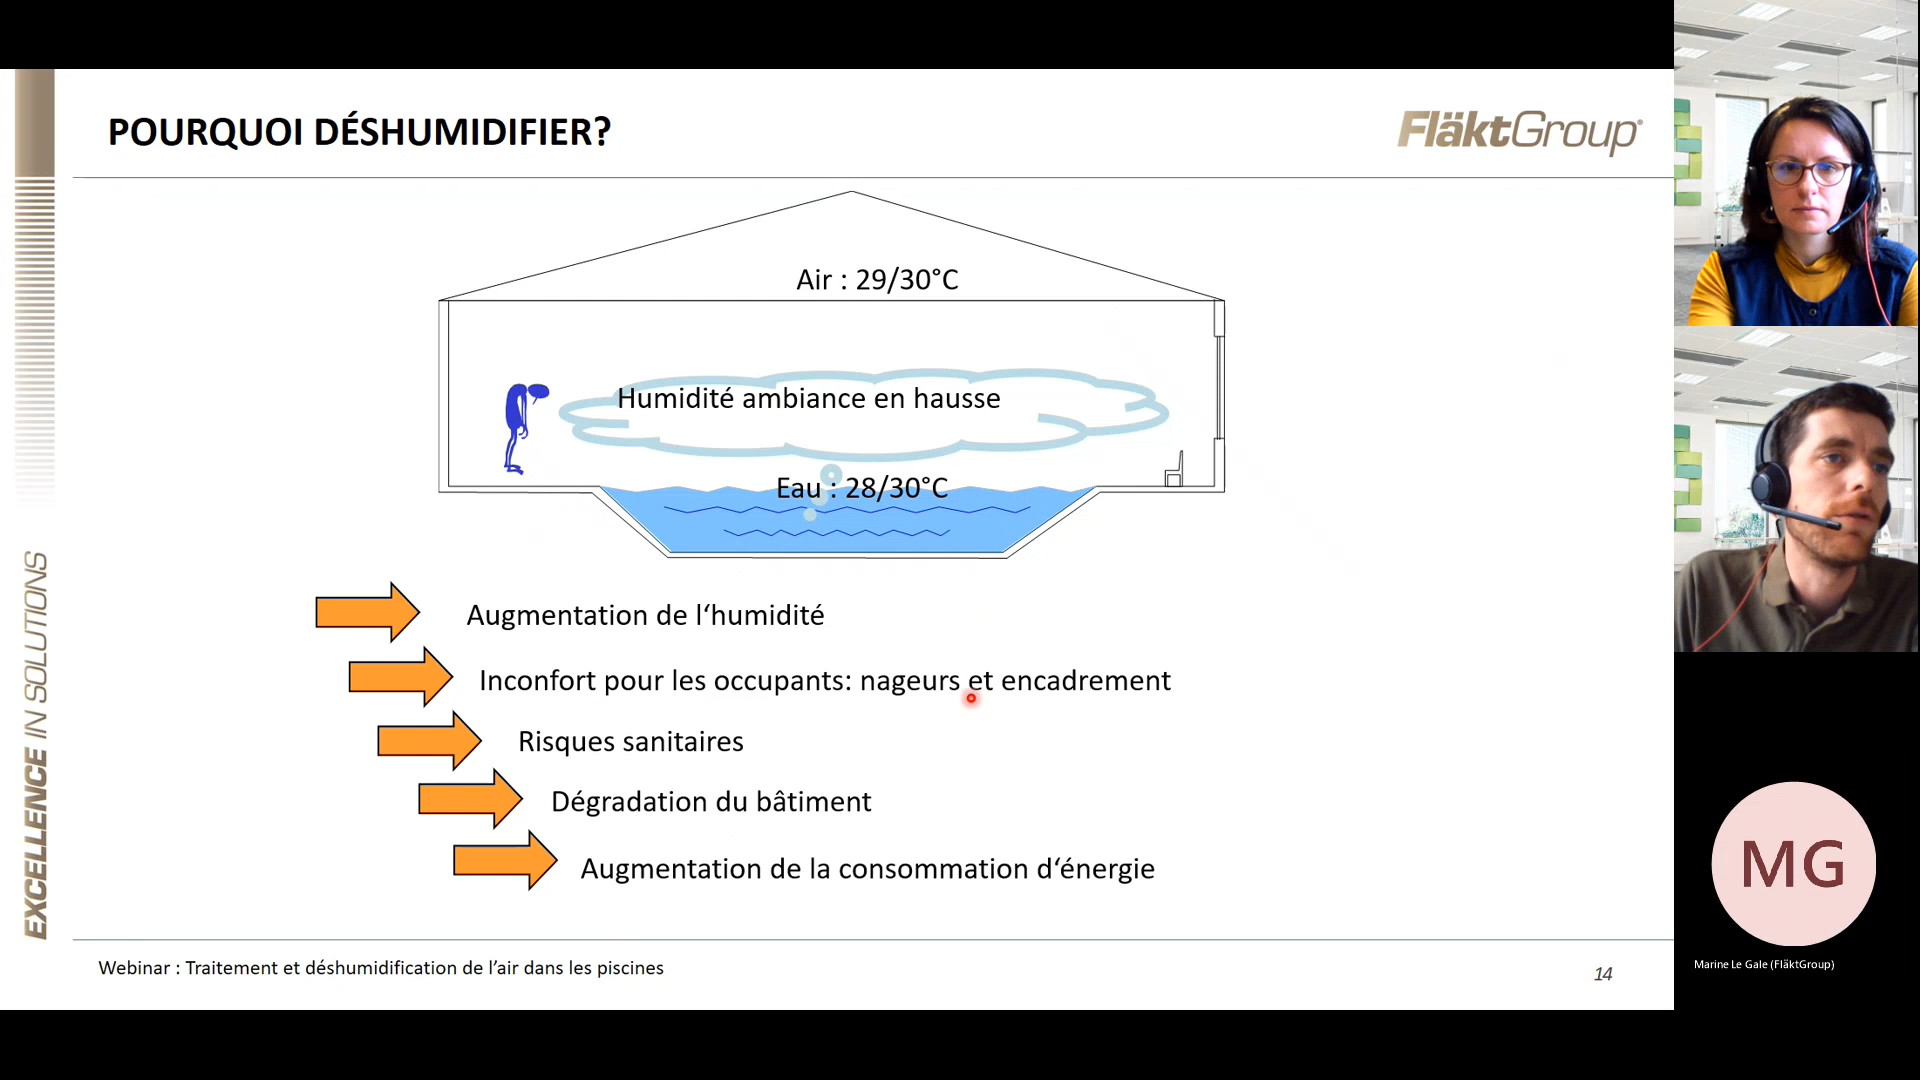 POURQUOI DÉSHUMIDIFIER?
FläktGroup®
Air : 29/30°C
Humidité ambiance en hausse
Eau : 28/30°C
Augmentation de l‘humidité
Inconfort pour les occupants: nageurs et encadrement
Risques sanitaires
Dégradation du bâtiment
Augmentation de la consommation d‘énergie
EXCELLENCE IN SOLUTIONS
Webinar : Traitement et déshumidification de l’air dans les piscines
14
MG
Marine Le Gale (FläktGroup)